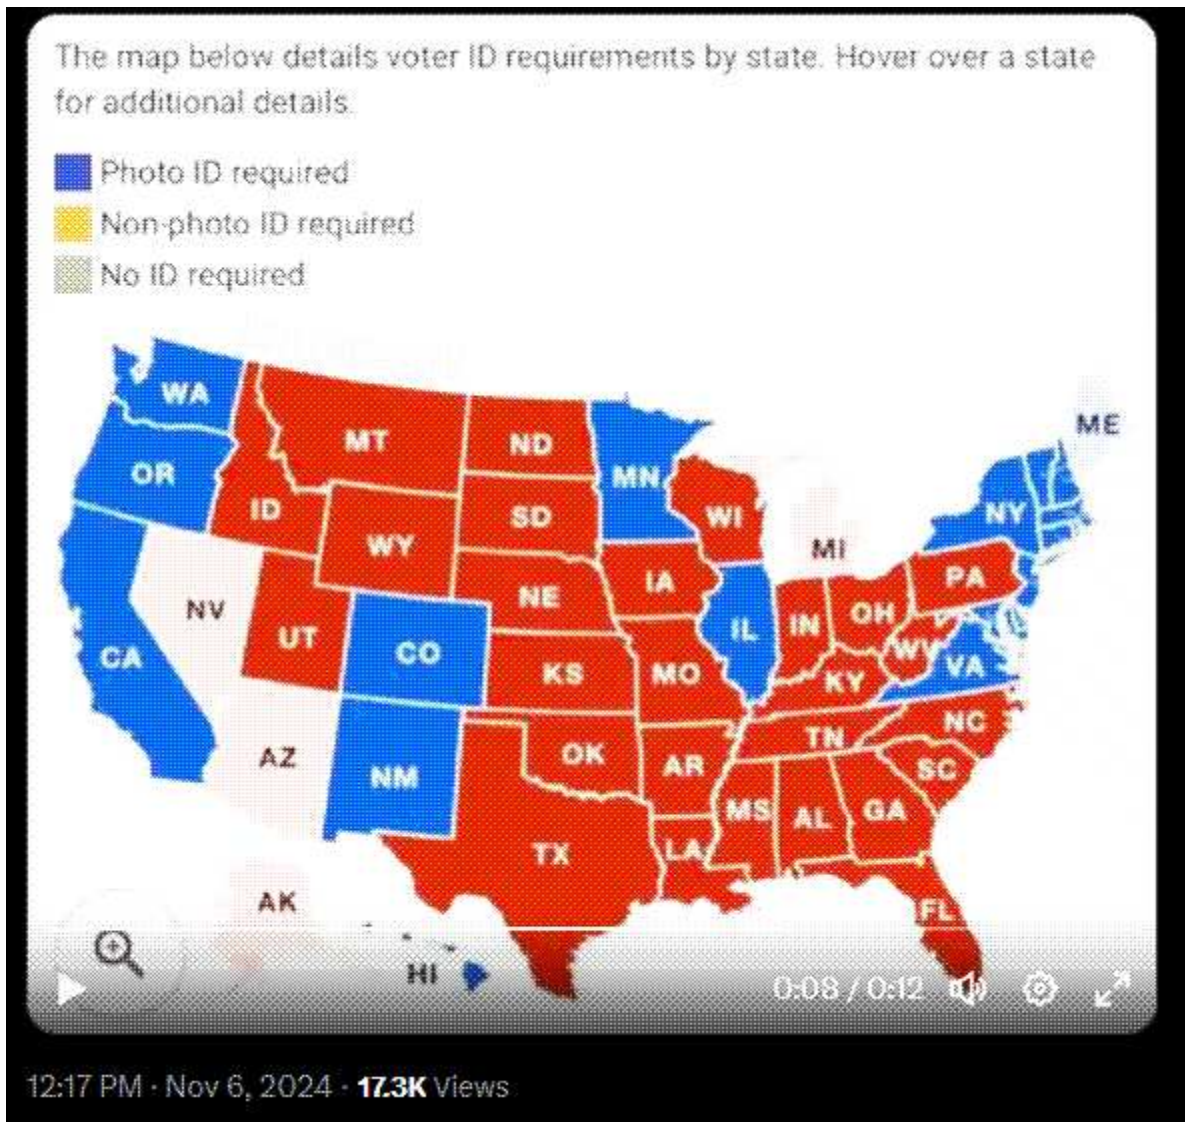 The map below details voter ID requirements by state. Hover over a state
for additional details.
Photo ID required
Non-photo ID required
No ID required
WA
MT
ND
MN
ME
OR
ID
SD
WI
NY
WY
MI
NV
UT
CO
NE
IA
IL
IN
OH
PA
CA
KS
MO
WV
VA
KY
AZ
NM
OK
AR
TN
NC
SC
TX
LA
MS
AL
GA
AK
FL
HI
0:08 / 0:12
12:17 PM · Nov 6, 2024 · 17.3K Views